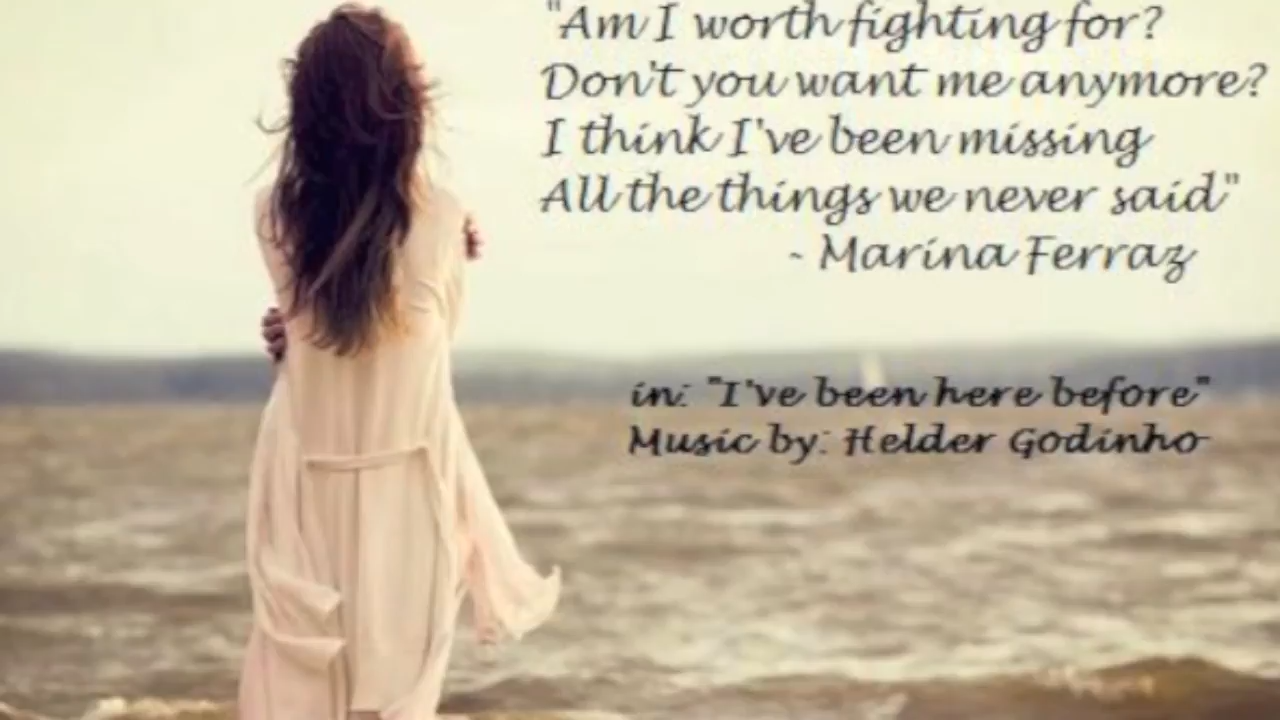 "Am I worth fighting for?
Don't you want me anymore?
I think I've been missing
All the things we never said"
- Marina Ferraz
in: "I've been here before"
Music by: Helder Godinho